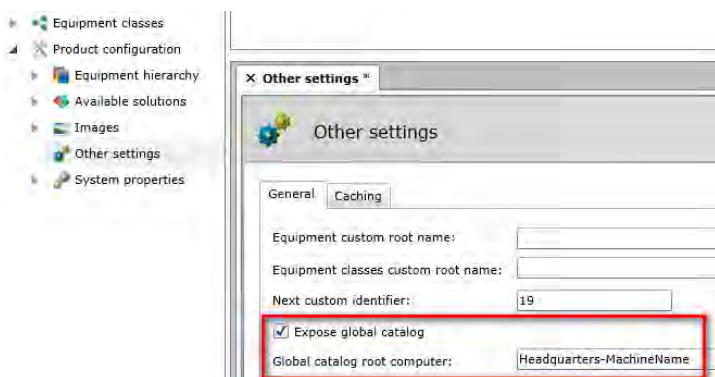 Equipment classes
Product configuration
Equipment hierarchy
Available solutions
Images
Other settings
System properties
× Other settings *
Other settings
General Caching
Equipment custom root name:
Equipment classes custom root name:
Next custom identifier: 19
Expose global catalog
Global catalog root computer: Headquarters-MachineName